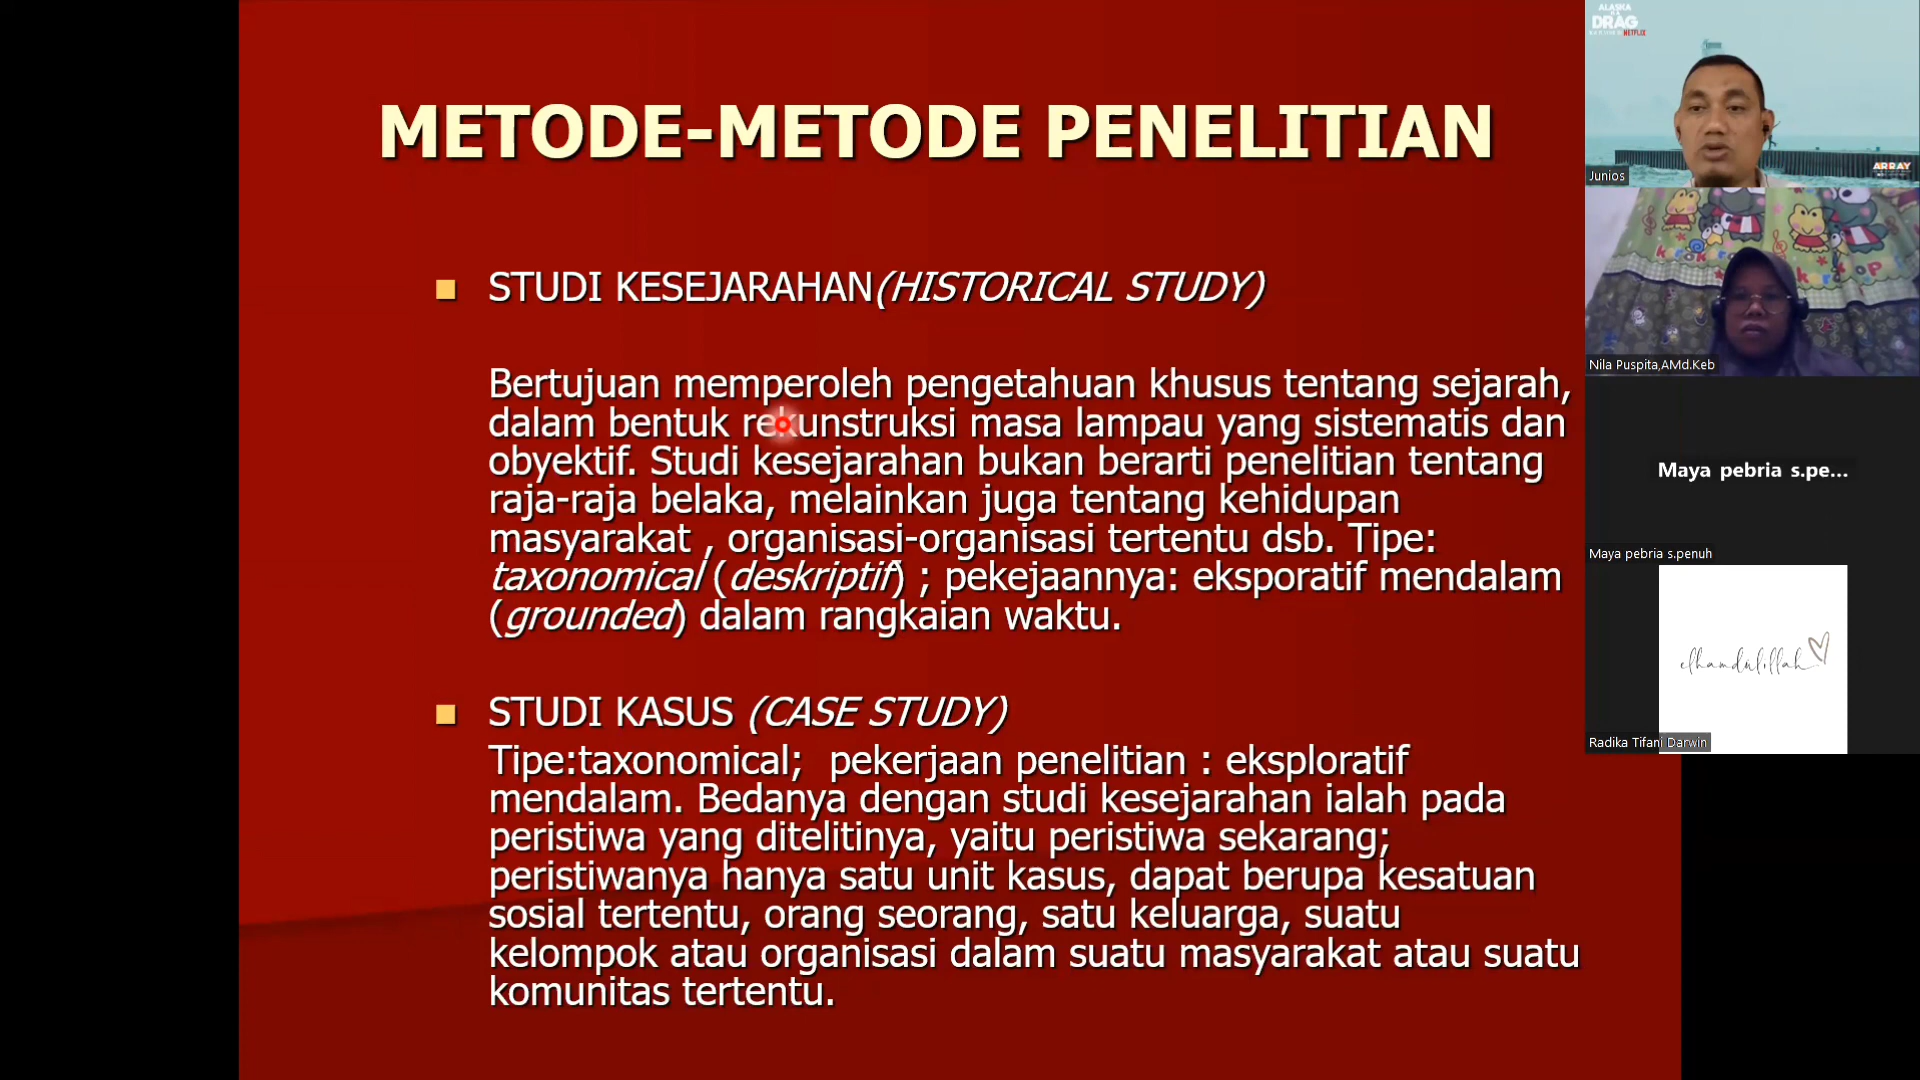 METODE-METODE PENELITIAN
STUDI KESEJARAHAN(HISTORICAL STUDY)
Bertujuan memperoleh pengetahuan khusus tentang sejarah,
dalam bentuk rekunstruksi masa lampau yang sistematis dan
obyektif. Studi kesejarahan bukan berarti penelitian tentang
raja-raja belaka, melainkan juga tentang kehidupan
masyarakat , organisasi-organisasi tertentu dsb. Tipe:
taxonomical (deskriptif) ; pekejaannya: eksporatif mendalam
(grounded) dalam rangkaian waktu.
STUDI KASUS (CASE STUDY)
Tipe:taxonomical; pekerjaan penelitian : eksploratif
mendalam. Bedanya dengan studi kesejarahan ialah pada
peristiwa yang ditelitinya, yaitu peristiwa sekarang;
peristiwanya hanya satu unit kasus, dapat berupa kesatuan
sosial tertentu, orang seorang, satu keluarga, suatu
kelompok atau organisasi dalam suatu masyarakat atau suatu
komunitas tertentu.
ALASKA
DRAG
NETFLIX
ARRAY
Junios
kerokerokeroppi
Nila Puspita,AMd.Keb
Maya pebria s.pe...
Maya pebria s.penuh
elhamdulillah
Radika Tifani Darwin